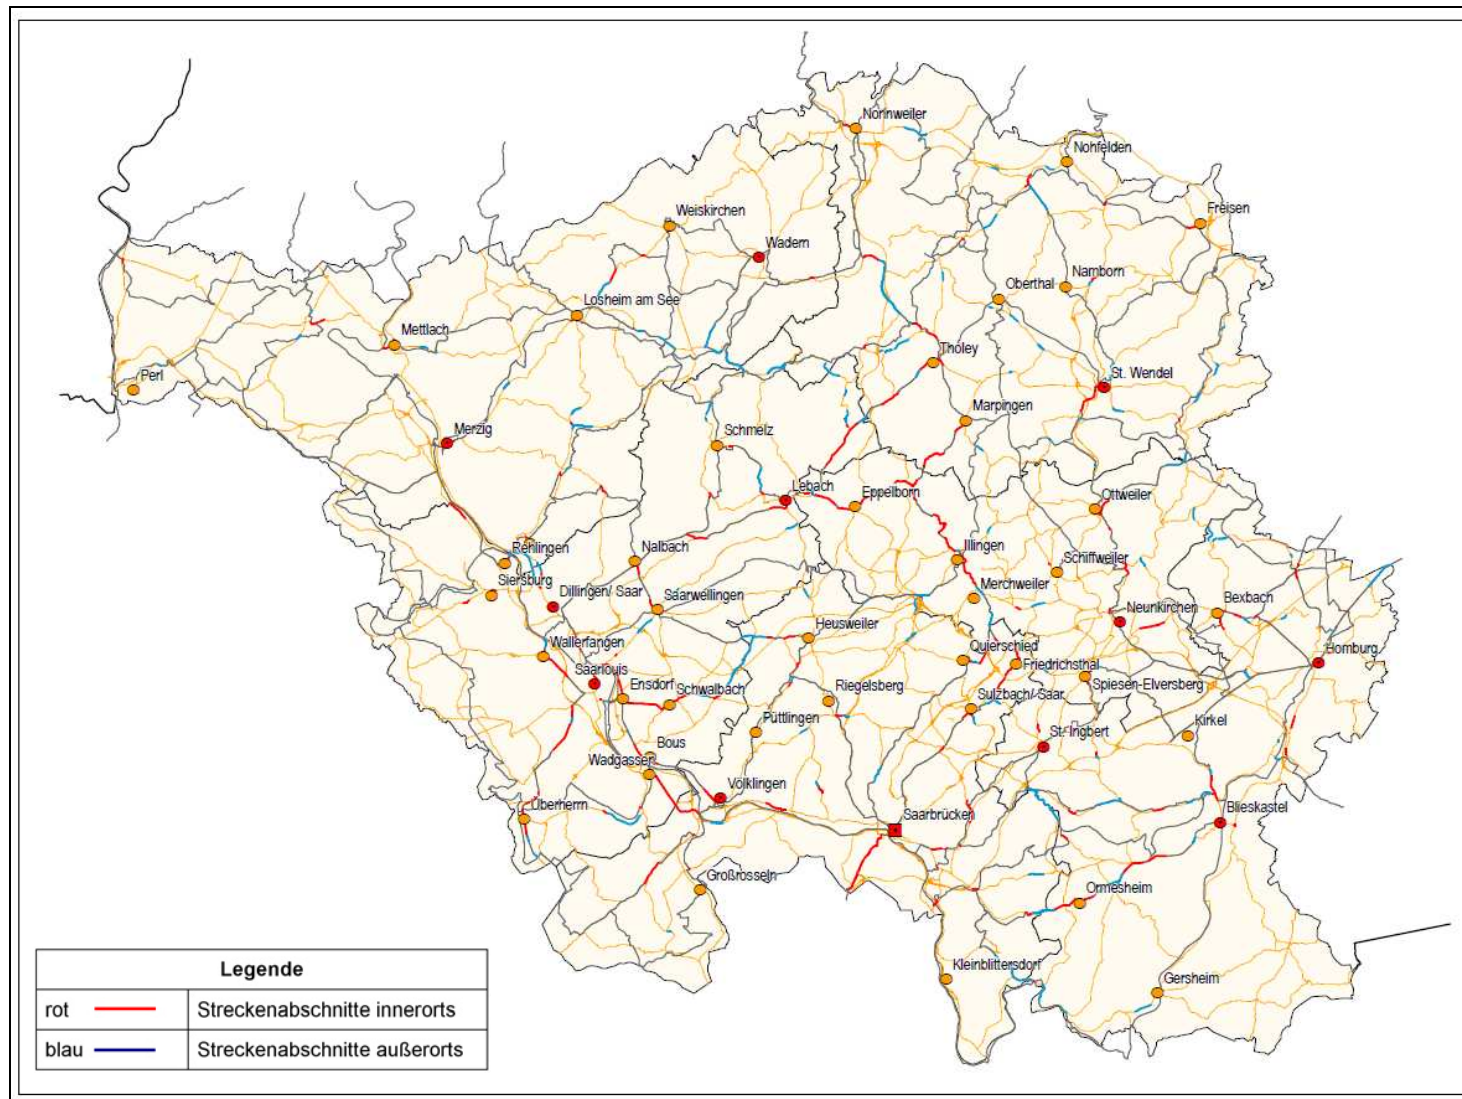 Nonnweiler
Nohfelden
Freisen
Weiskirchen
Wadern
Namborn
Oberthal
Losheim am See
Mettlach
Tholey
Perl
St. Wendel
Marpingen
Merzig
Schmelz
Lebach
Eppelborn
Ottweiler
Rehlingen
Nalbach
Illingen
Schiffweiler
Siersburg
Dillingen/ Saar
Saarwellingen
Merchweiler
Neunkirchen
Bexbach
Heusweiler
Wallerfangen
Quierschied
Friedrichsthal
Homburg
Saarlouis
Ensdorf
Schwalbach
Riegelsberg
Spiesen-Elversberg
Sulzbach/ Saar
Püttlingen
St. Ingbert
Kirkel
Bous
Wadgassen
Völklingen
Überherrn
Saarbrücken
Blieskastel
Großrosseln
Ormesheim
Kleinblittersdorf
Gersheim
Legende
rot Streckenabschnitte innerorts
blau Streckenabschnitte außerorts